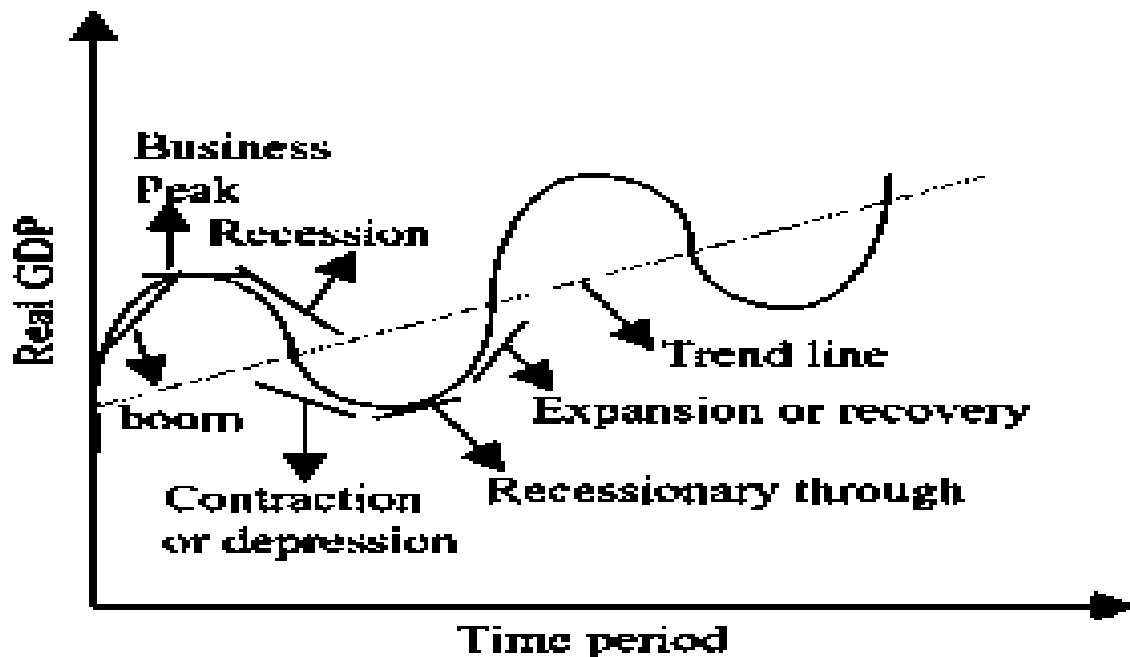 Business
Peak
Recession
Real GDP
Trend line
boom
Expansion or recovery
Contraction
or depression
Recessionary through
Time period